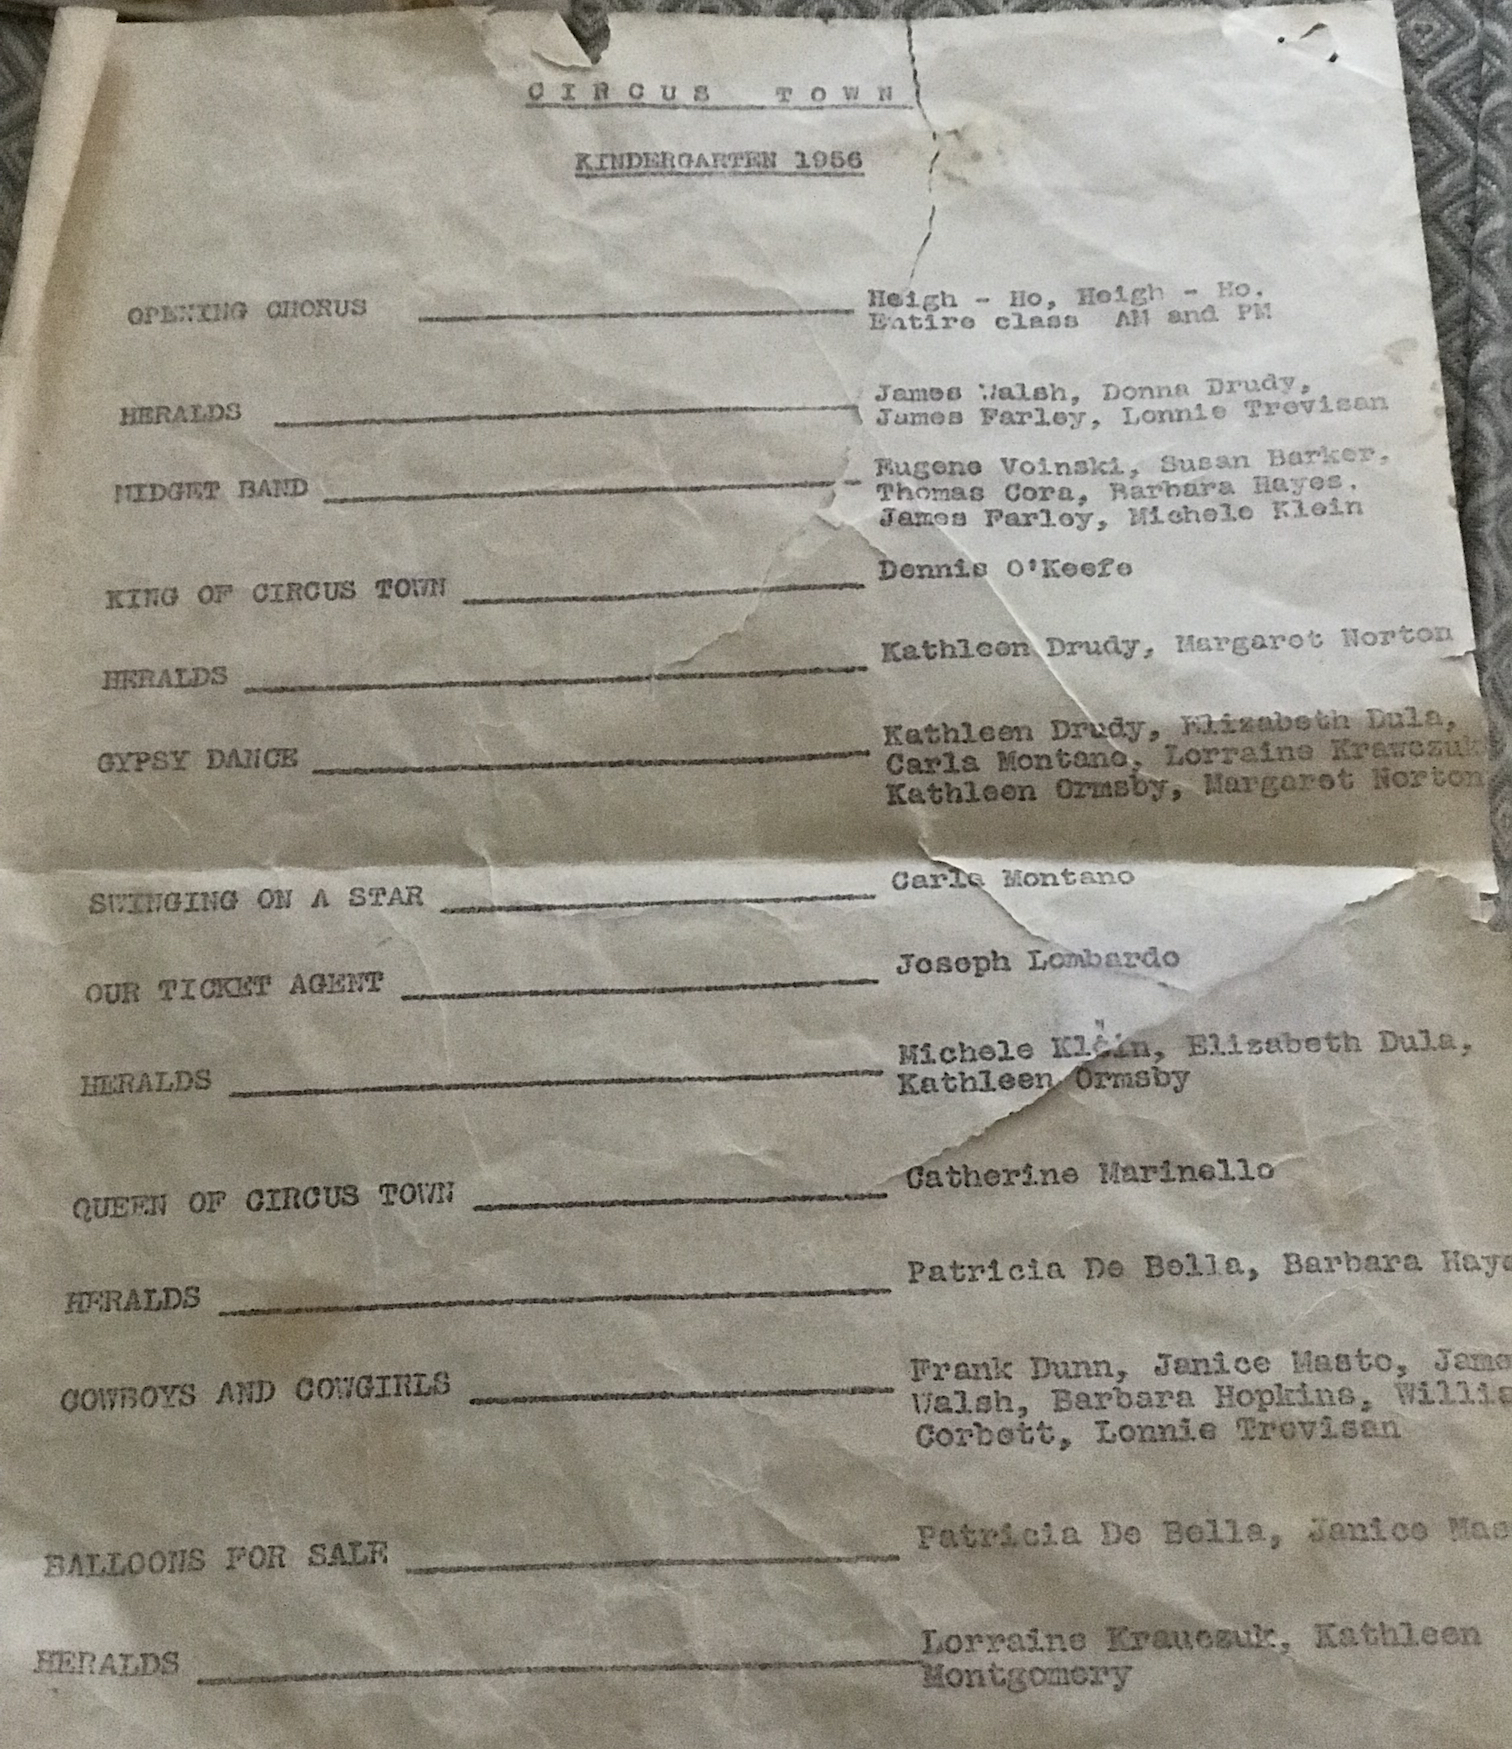 CIRCUS TOWN
KINDERGARTEN 1956
OPENING CHORUS Heigh - Ho, Heigh - Ho.
Entire class AM and PM
HERALDS James Walsh, Donna Drudy,
James Farley, Lonnie Trevisan
MIDGET BAND Eugene Voinski, Susan Barker,
Thomas Cora, Barbara Hayes.
James Farley, Michele Klein
KING OF CIRCUS TOWN Dennis O'Keefe
HERALDS Kathleen Drudy, Margaret Norton
GYPSY DANCE Kathleen Drudy, Elizabeth Dula,
Carla Montano, Lorraine Krawczuk
Kathleen Ormsby, Margaret Norton
SWINGING ON A STAR Carla Montano
OUR TICKET AGENT Joseph Lombardo
HERALDS Michele Klein, Elizabeth Dula,
Kathleen Ormsby
QUEEN OF CIRCUS TOWN Catherine Marinello
HERALDS Patricia De Bella, Barbara
COWBOYS AND COWGIRLS Frank Dunn, Janice Masto,
Walsh, Barbara Hopkins,
Corbett, Lonnie Trevisan
BALLOONS FOR SALE Patricia De Bella, Janice
HERALDS Lorraine Krauczuk, Kathleen
Montgomery